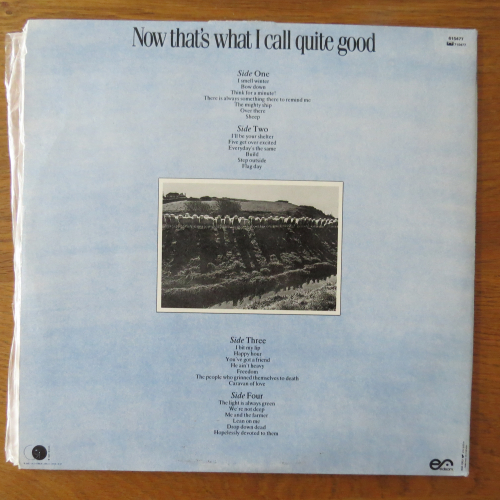 Now that's what I call quite good
Side One
I smell winter
Bow down
Think for a minute!
There is always something there to remind me
The mighty ship
Over there
Sheep
Side Two
I'll be your shelter
Five get over excited
Everyday's the same
Build
Step outside
Flag day
Side Three
I bit my lip
Happy hour
You've got a friend
He ain't heavy
Freedom
The people who grinned themselves to death
Caravan of love
Side Four
The light is always green
We're not deep
Me and the farmer
Lean on me
Drop down dead
Hopelessly devoted to them